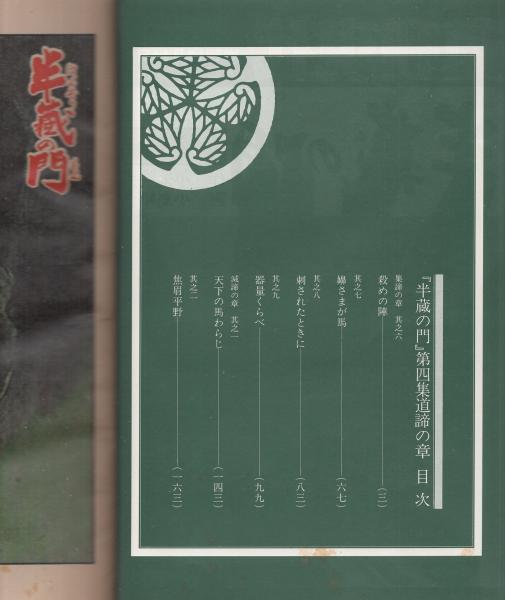 半蔵の門
『半蔵の門』第四集道諦の章 目次
集諦の章 其之六
殺めの陣
(三)
其之七
さまが馬
(六七)
其之八
刺されたときに
(八三)
其之九
器量くらべ
(九九)
滅諦の章 其之一
天下の馬わらじ
(一四三)
其之二
焦眉平野
(一六三)